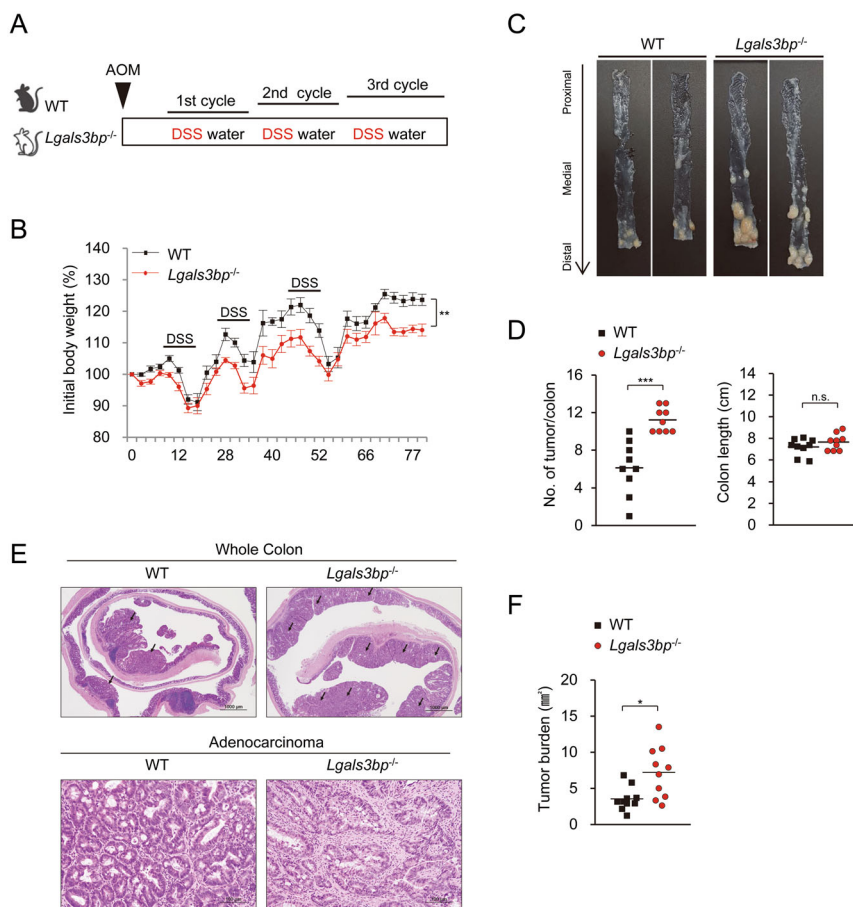 A
AOM
WT
Lgals3bp-/-
1st cycle
2nd cycle
3rd cycle
DSS water
DSS water
DSS water
B
WT
Lgals3bp-/-
DSS
DSS
DSS
**
Initial body weight (%)
140
130
120
110
100
90
80
0
12
28
40
52
66
77
C
WT
Lgals3bp-/-
Proximal
Medial
Distal
D
WT
Lgals3bp-/-
***
No. of tumor/colon
16
12
8
4
0
n.s.
Colon length (cm)
14
12
10
8
6
4
2
0
E
Whole Colon
WT
Lgals3bp-/-
Adenocarcinoma
WT
Lgals3bp-/-
F
WT
Lgals3bp-/-
*
Tumor burden (㎟)
20
15
10
5
0